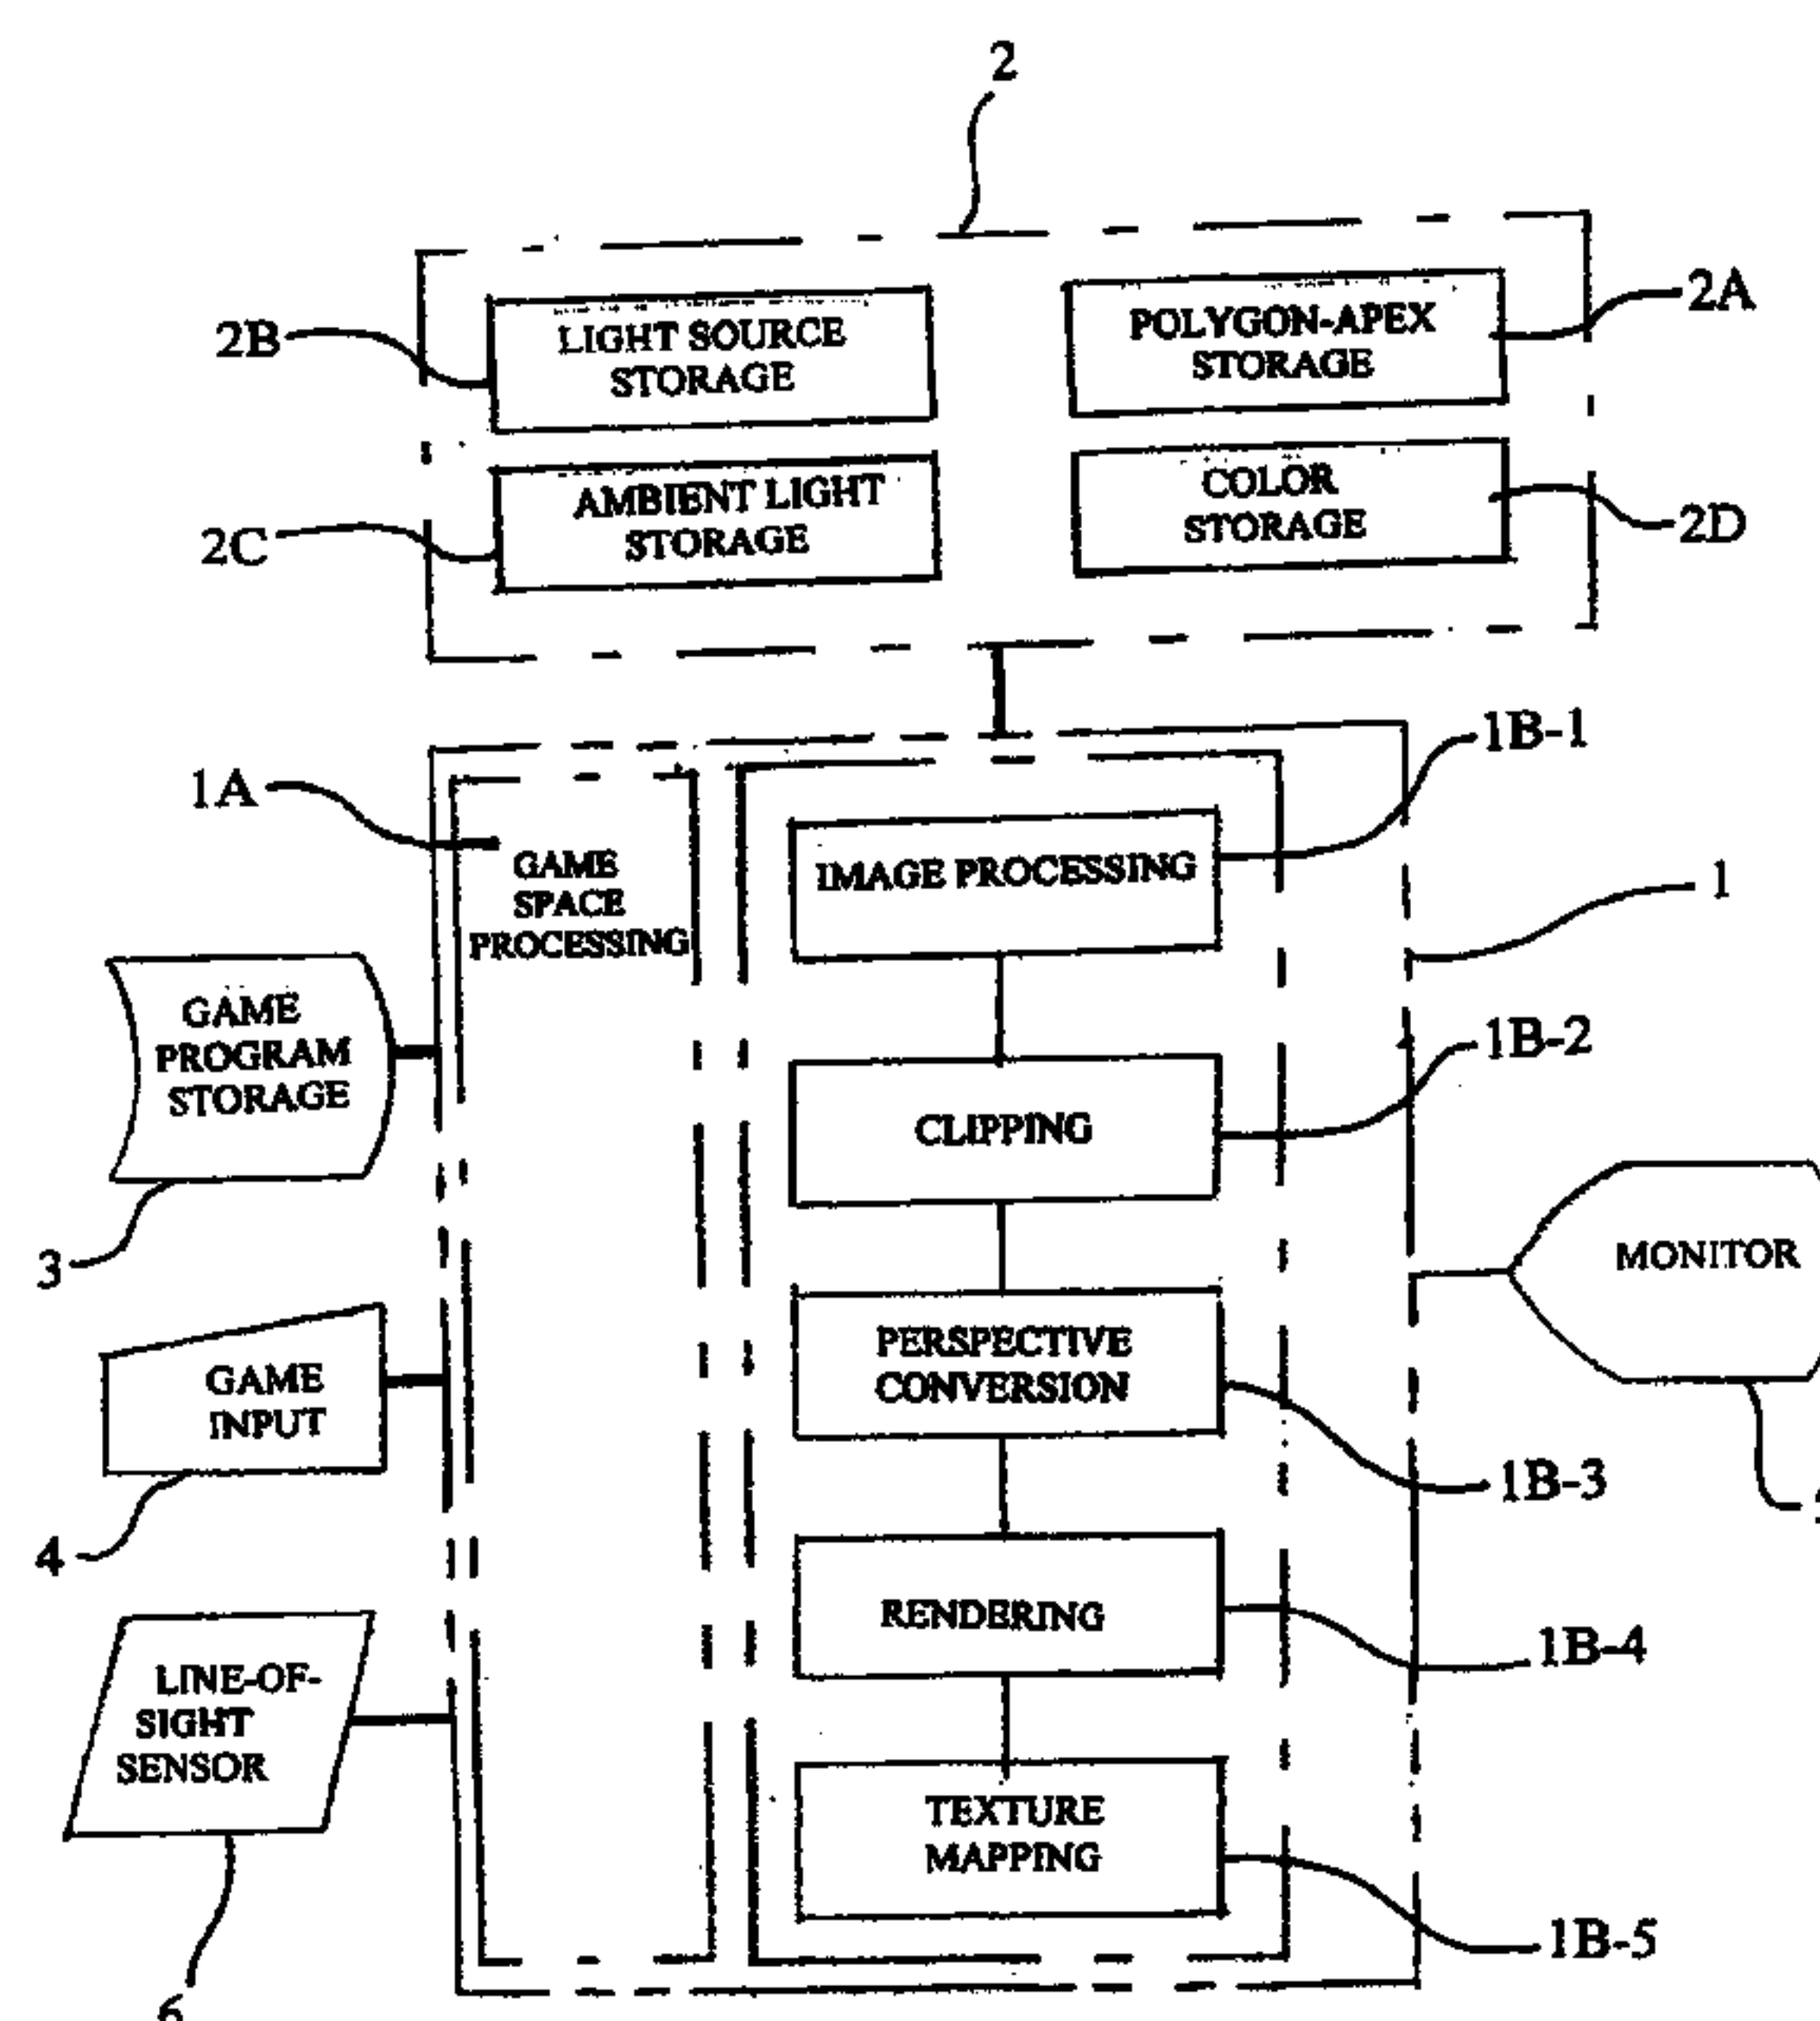 2
2B
LIGHT SOURCE
STORAGE
POLYGON-APEX
STORAGE
2A
2C
AMBIENT LIGHT
STORAGE
COLOR
STORAGE
2D
1A
GAME
SPACE
PROCESSING
IMAGE PROCESSING
1B-1
1
GAME
PROGRAM
STORAGE
3
CLIPPING
1B-2
MONITOR
GAME
INPUT
4
PERSPECTIVE
CONVERSION
1B-3
RENDERING
1B-4
LINE-OF-
SIGHT
SENSOR
6
TEXTURE
MAPPING
1B-5